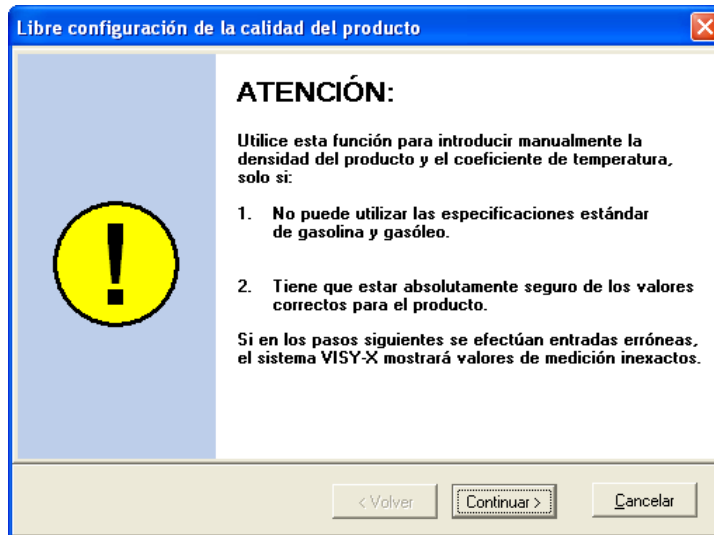 Libre configuración de la calidad del producto
ATENCIÓN:
Utilice esta función para introducir manualmente la
densidad del producto y el coeficiente de temperatura,
solo si:
1. No puede utilizar las especificaciones estándar
de gasolina y gasóleo.
2. Tiene que estar absolutamente seguro de los valores
correctos para el producto.
Si en los pasos siguientes se efectúan entradas erróneas,
el sistema VISY-X mostrará valores de medición inexactos.
< Volver
Continuar >
Cancelar